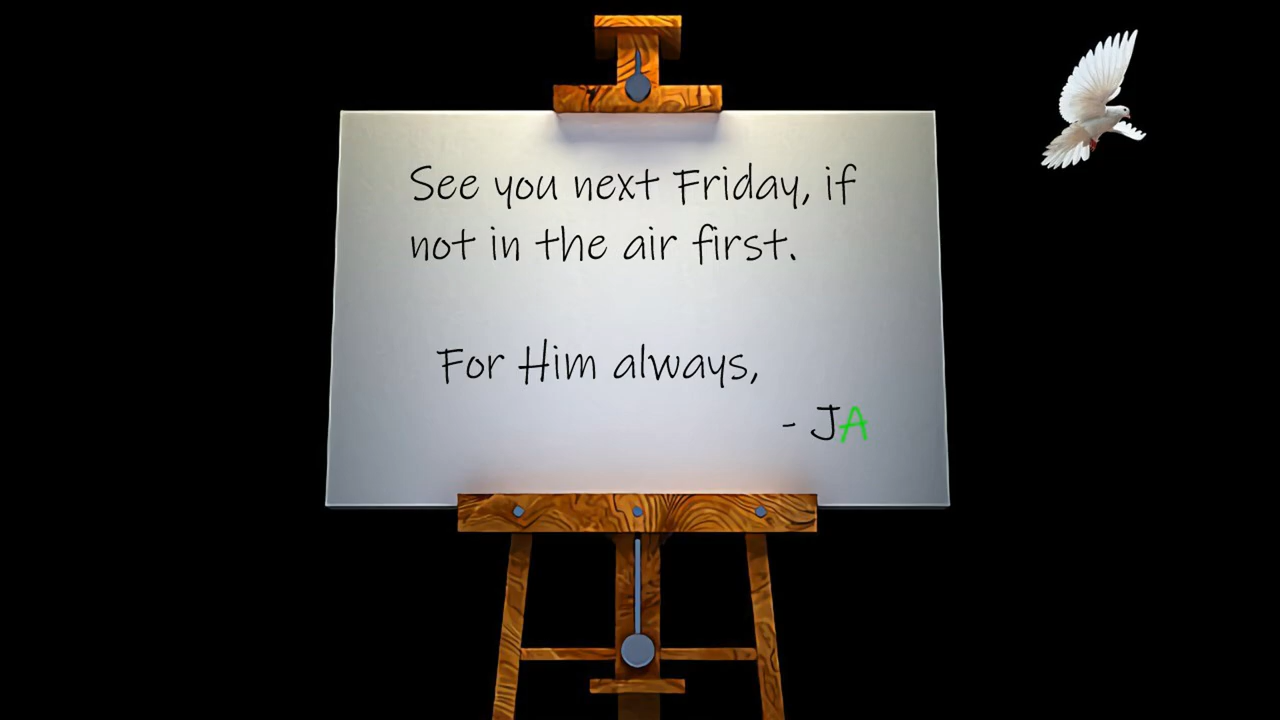 See you next Friday, if
not in the air first.
For Him always,
- JA